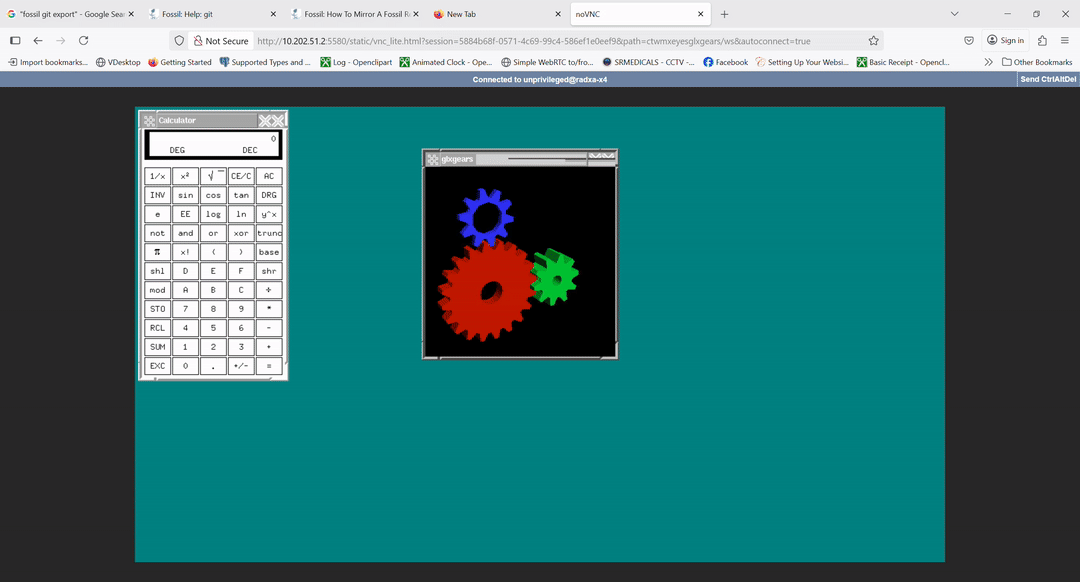 "fossil git export" - Google Sear
Fossil: Help: git
Fossil: How To Mirror A Fossil R
New Tab
noVNC
Not Secure
http://10.202.51.2:5580/static/vnc_lite.html?session=5884b68f-0571-4c69-99c4-586ef1e0eef9&path=ctwmxeyesglxgears/ws&autoconnect=true
Sign in
Import bookmarks...
VDesktop
Getting Started
Supported Types and ...
Log - Openclipart
Animated Clock - Ope...
Simple WebRTC to/fro...
SRMEDICALS - CCTV -...
Facebook
Setting Up Your Websi...
Basic Receipt - Opencl...
Other Bookmarks
Connected to unprivileged@radxa-x4
Send CtrlAltDel
Calculator
0
DEG DEC
1/x x² √ CE/C AC
INV sin cos tan DRG
e EE log ln y^x
not and or xor trunc
π x! ( ) base
shl D E F shr
mod A B C ÷
STO 7 8 9 *
RCL 4 5 6 -
SUM 1 2 3 +
EXC 0 . +/- =
glxgears